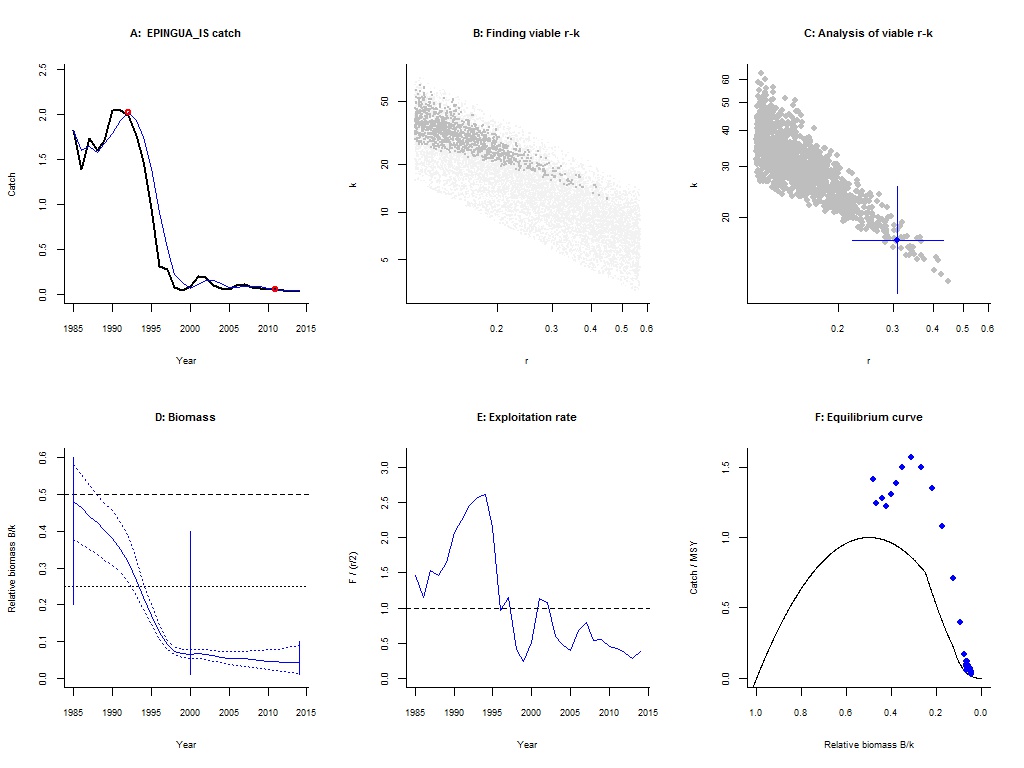 A: EPINGUA_IS catch
Catch
0.0 0.5 1.0 1.5 2.0 2.5
1985 1990 1995 2000 2005 2010 2015
Year
B: Finding viable r-k
k
5 10 20 50
0.2 0.3 0.4 0.5 0.6
r
C: Analysis of viable r-k
k
20 30 40 50 60
0.2 0.3 0.4 0.5 0.6
r
D: Biomass
Relative biomass B/k
0.0 0.1 0.2 0.3 0.4 0.5 0.6
1985 1990 1995 2000 2005 2010 2015
Year
E: Exploitation rate
F / (r/2)
0.0 0.5 1.0 1.5 2.0 2.5 3.0
1985 1990 1995 2000 2005 2010 2015
Year
F: Equilibrium curve
Catch / MSY
0.0 0.5 1.0 1.5
1.0 0.8 0.6 0.4 0.2 0.0
Relative biomass B/k